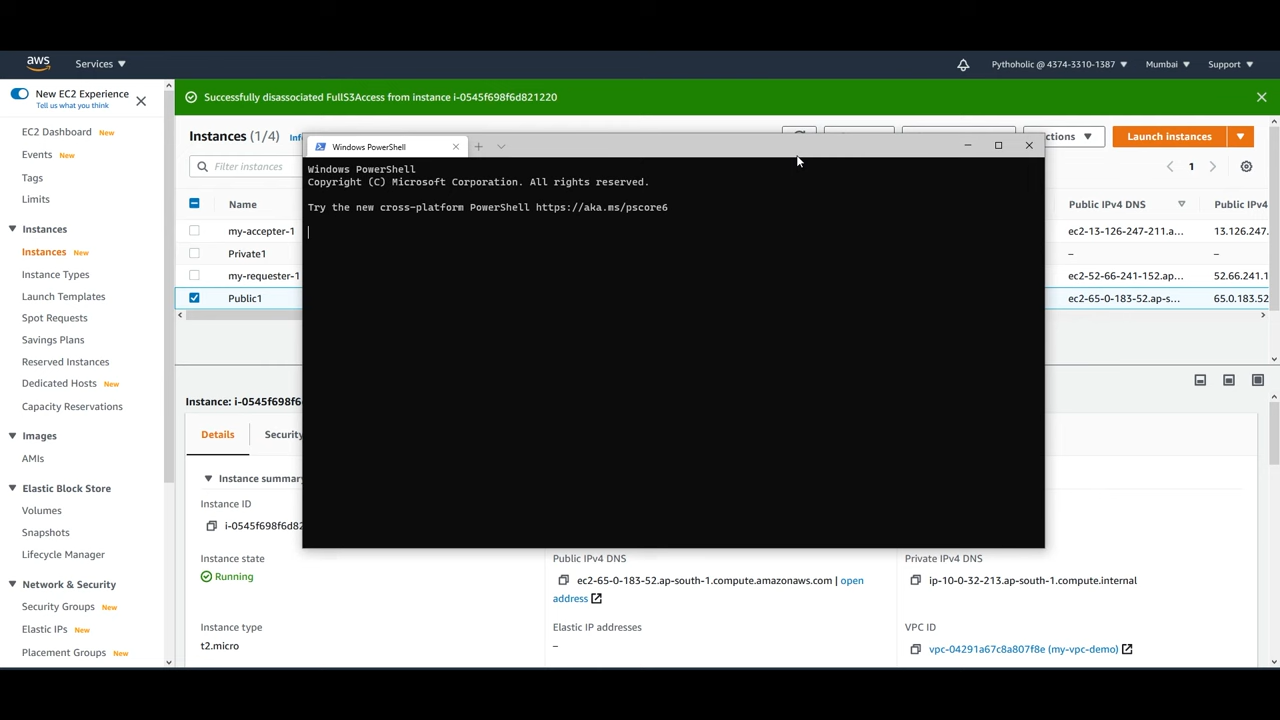 aws
Services
Pythoholic @ 4374-3310-1387
Mumbai
Support
New EC2 Experience
Tell us what you think
Successfully disassociated FullS3Access from instance i-0545f698f6d821220
EC2 Dashboard New
Events New
Tags
Limits
Instances
Instances New
Instance Types
Launch Templates
Spot Requests
Savings Plans
Reserved Instances
Dedicated Hosts New
Capacity Reservations
Images
AMIs
Elastic Block Store
Volumes
Snapshots
Lifecycle Manager
Network & Security
Security Groups New
Elastic IPs New
Placement Groups New
Instances (1/4)
Launch instances
Filter instances
1
Name
Public IPv4 DNS
Public IPv4
my-accepter-1
ec2-13-126-247-211.a...
13.126.247.
Private1
–
–
my-requester-1
ec2-52-66-241-152.ap...
52.66.241.1
Public1
ec2-65-0-183-52.ap-s...
65.0.183.52
Windows PowerShell
Windows PowerShell
Copyright (C) Microsoft Corporation. All rights reserved.
Try the new cross-platform PowerShell https://aka.ms/pscore6
Instance: i-0545f698f6
Details
Security
Instance summary
Instance ID
i-0545f698f6d82
Instance state
Running
Public IPv4 DNS
ec2-65-0-183-52.ap-south-1.compute.amazonaws.com | open
address
Private IPv4 DNS
ip-10-0-32-213.ap-south-1.compute.internal
Instance type
t2.micro
Elastic IP addresses
–
VPC ID
vpc-04291a67c8a807f8e (my-vpc-demo)